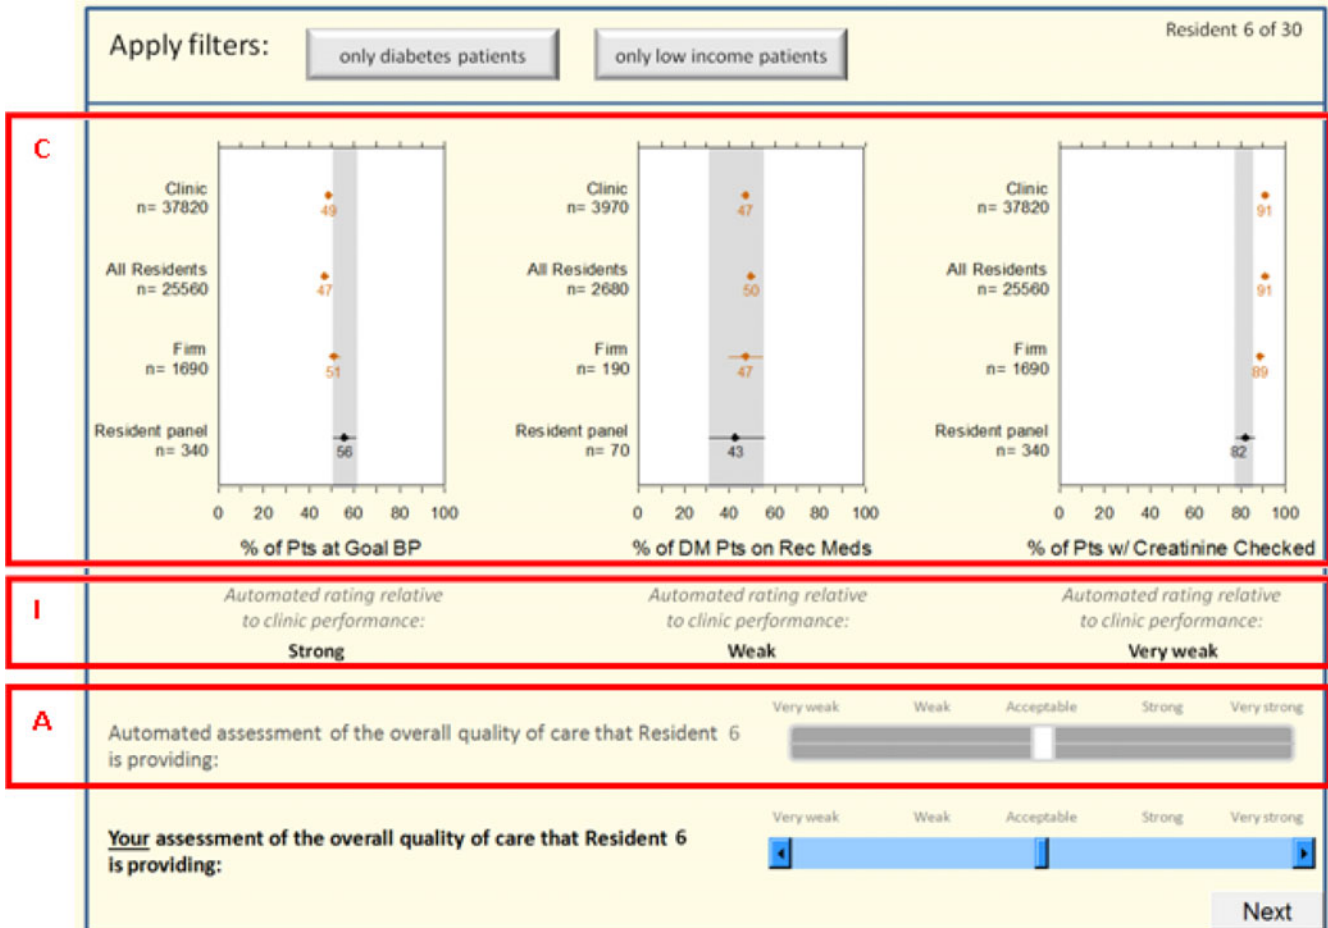 Apply filters:
only diabetes patients
only low income patients
Resident 6 of 30
C
Clinic
n= 37820
49
All Residents
n= 25560
47
Firm
n= 1690
51
Resident panel
n= 340
56
0 20 40 60 80 100
% of Pts at Goal BP
Clinic
n= 3970
47
All Residents
n= 2680
50
Firm
n= 190
47
Resident panel
n= 70
43
0 20 40 60 80 100
% of DM Pts on Rec Meds
Clinic
n= 37820
91
All Residents
n= 25560
91
Firm
n= 1690
89
Resident panel
n= 340
82
0 20 40 60 80 100
% of Pts w/ Creatinine Checked
I
Automated rating relative
to clinic performance:
Strong
Automated rating relative
to clinic performance:
Weak
Automated rating relative
to clinic performance:
Very weak
A
Automated assessment of the overall quality of care that Resident 6
is providing:
Very weak Weak Acceptable Strong Very strong
Your assessment of the overall quality of care that Resident 6
is providing:
Very weak Weak Acceptable Strong Very strong
Next